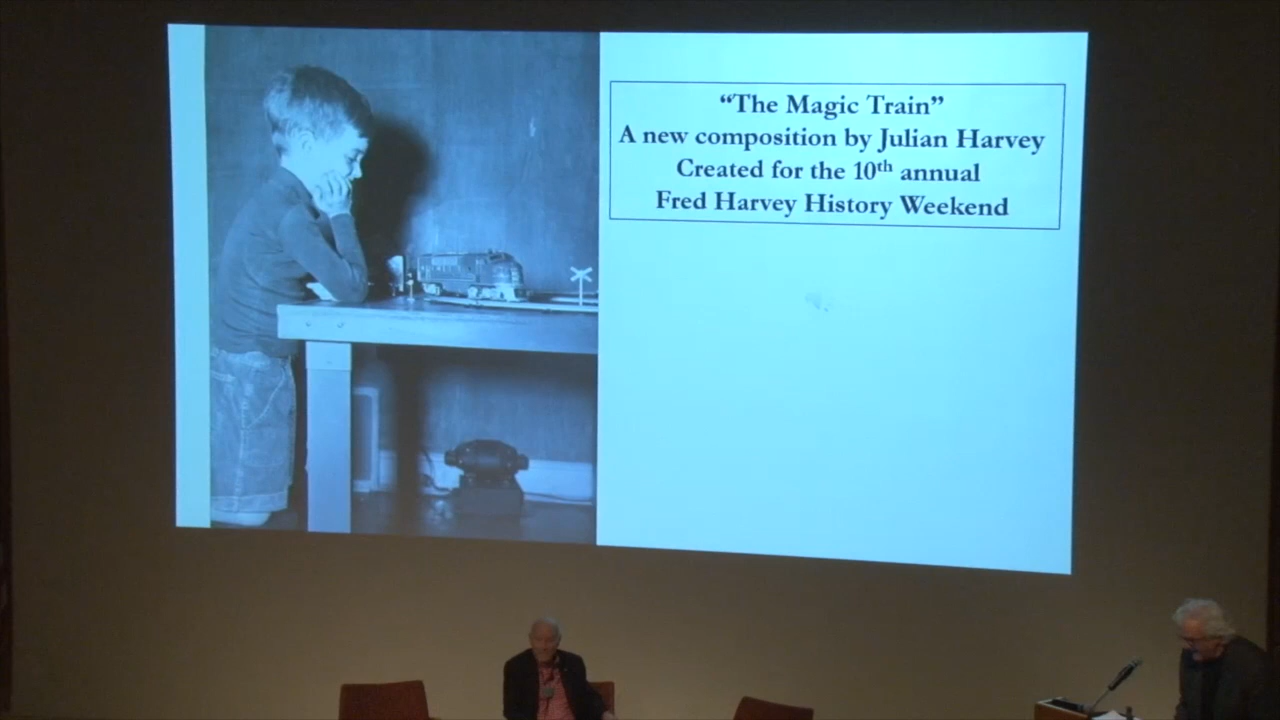 “The Magic Train”
A new composition by Julian Harvey
Created for the 10th annual
Fred Harvey History Weekend